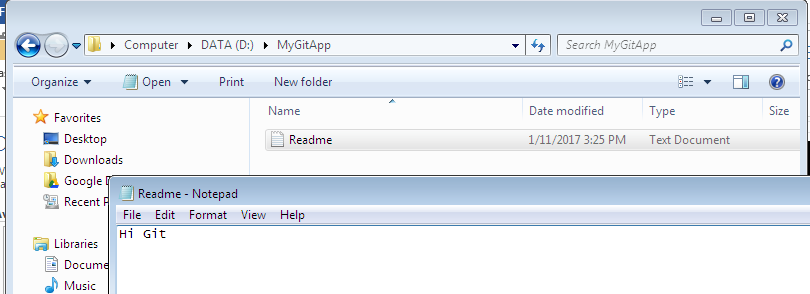 Computer DATA (D:) MyGitApp Search MyGitApp
Organize Open Print New folder
Name Date modified Type Size
Favorites
Desktop
Downloads
Google
Recent
Libraries
Music
Readme 1/11/2017 3:25 PM Text Document
Readme - Notepad
File Edit Format View Help
Hi Git